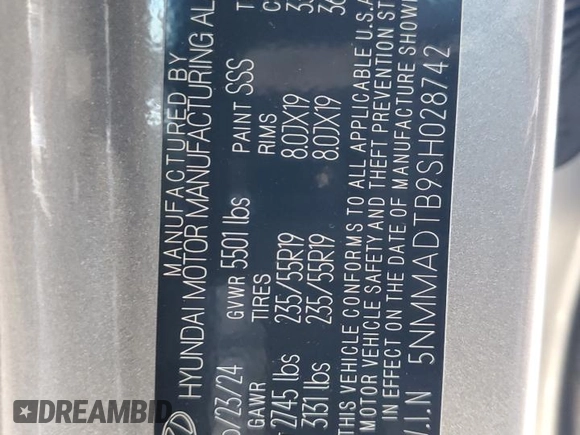 MANUFACTURED BY
HYUNDAI MOTOR MANUFACTURING AL
/23/24 GVWR 5501 lbs PAINT SSS
GAWR TIRES RIMS
2745 lbs 235/55R19 8.0JX19
3131 lbs 235/55R19 8.0JX19
THIS VEHICLE CONFORMS TO ALL APPLICABLE U.S.A
MOTOR VEHICLE SAFETY AND THEFT PREVENTION ST
IN EFFECT ON THE DATE OF MANUFACTURE SHOWN
V.I.N 5NMMADTB9SH028742
DREAMBID